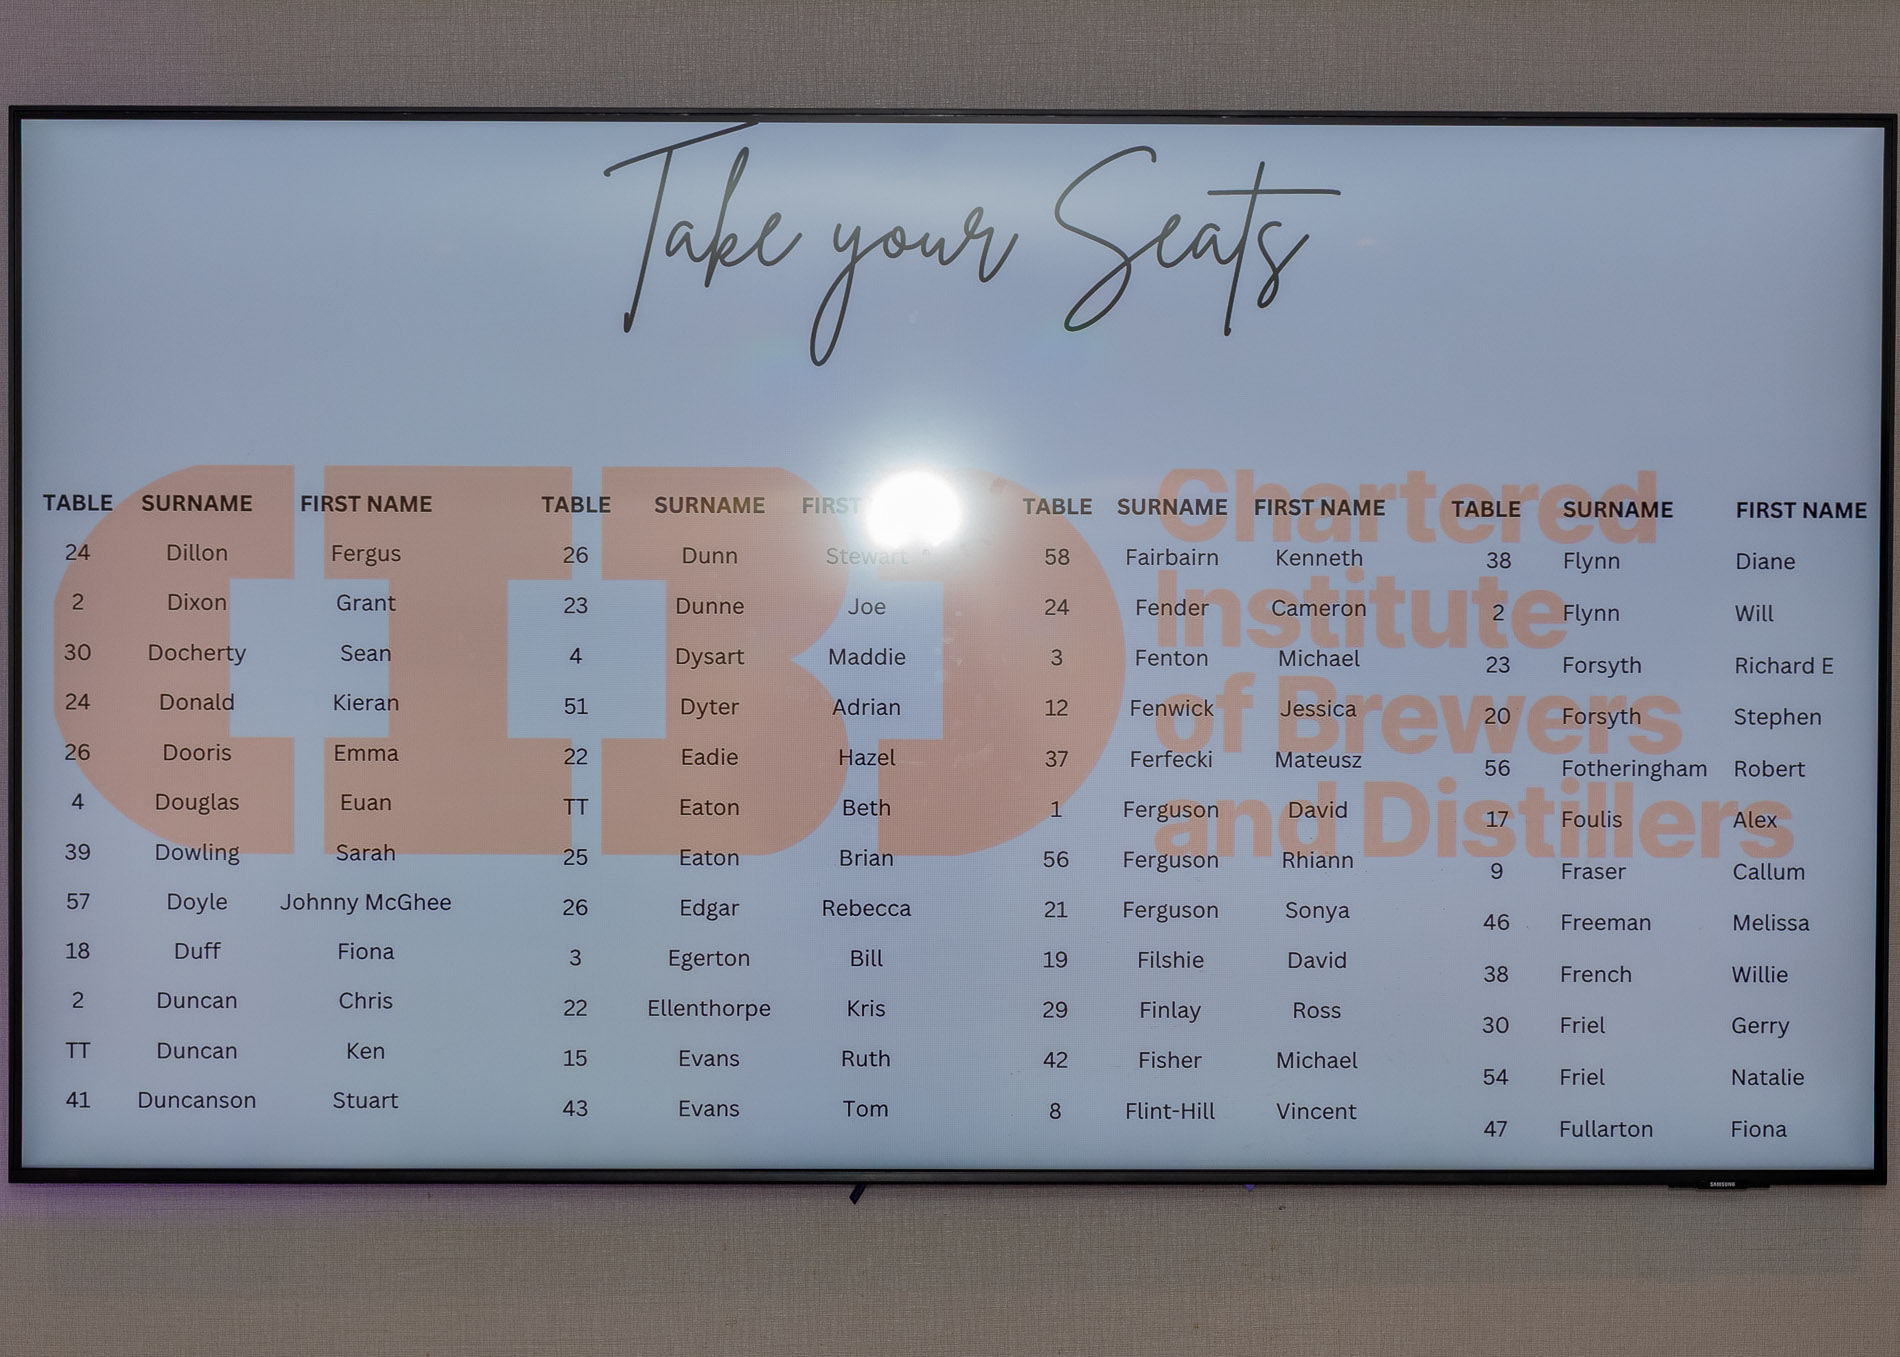 Take your Seats
Chartered
Institute
of Brewers
and Distillers
CIBD
TABLE SURNAME FIRST NAME
24 Dillon Fergus
2 Dixon Grant
30 Docherty Sean
24 Donald Kieran
26 Dooris Emma
4 Douglas Euan
39 Dowling Sarah
57 Doyle Johnny McGhee
18 Duff Fiona
2 Duncan Chris
TT Duncan Ken
41 Duncanson Stuart
TABLE SURNAME FIRST
26 Dunn Stewart
23 Dunne Joe
4 Dysart Maddie
51 Dyter Adrian
22 Eadie Hazel
TT Eaton Beth
25 Eaton Brian
26 Edgar Rebecca
3 Egerton Bill
22 Ellenthorpe Kris
15 Evans Ruth
43 Evans Tom
TABLE SURNAME FIRST NAME
58 Fairbairn Kenneth
24 Fender Cameron
3 Fenton Michael
12 Fenwick Jessica
37 Ferfecki Mateusz
1 Ferguson David
56 Ferguson Rhiann
21 Ferguson Sonya
19 Filshie David
29 Finlay Ross
42 Fisher Michael
8 Flint-Hill Vincent
TABLE SURNAME FIRST NAME
38 Flynn Diane
2 Flynn Will
23 Forsyth Richard E
20 Forsyth Stephen
56 Fotheringham Robert
17 Foulis Alex
9 Fraser Callum
46 Freeman Melissa
38 French Willie
30 Friel Gerry
54 Friel Natalie
47 Fullarton Fiona
SAMSUNG